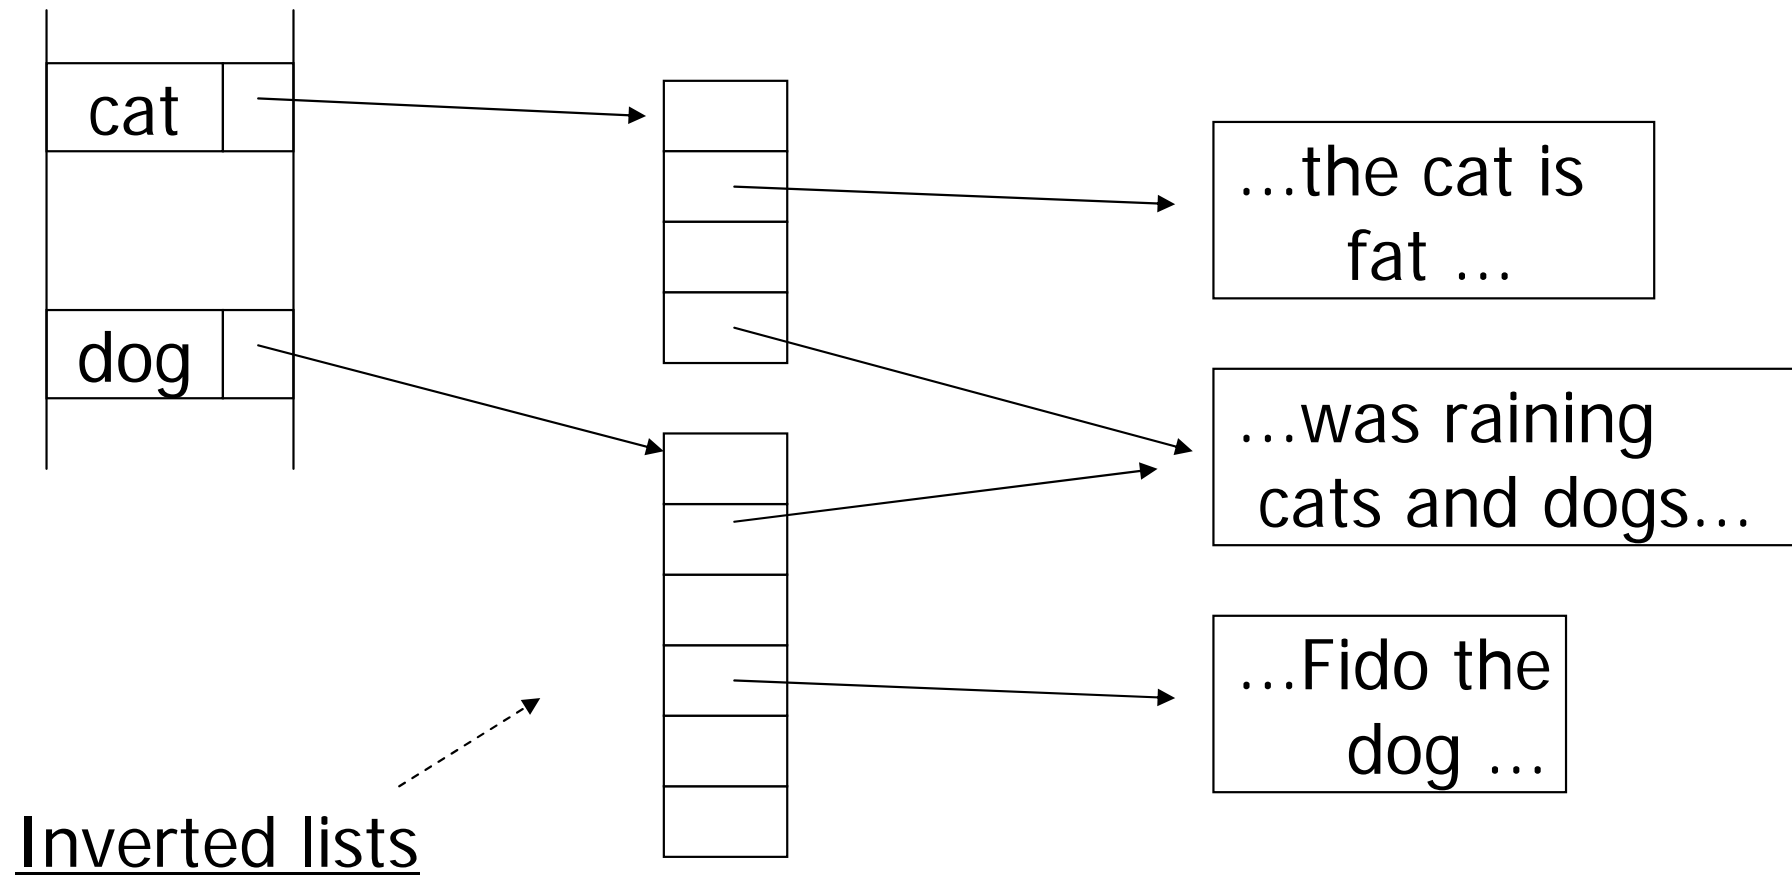 cat
dog
…the cat is
fat …
…was raining
cats and dogs…
…Fido the
dog …
Inverted lists